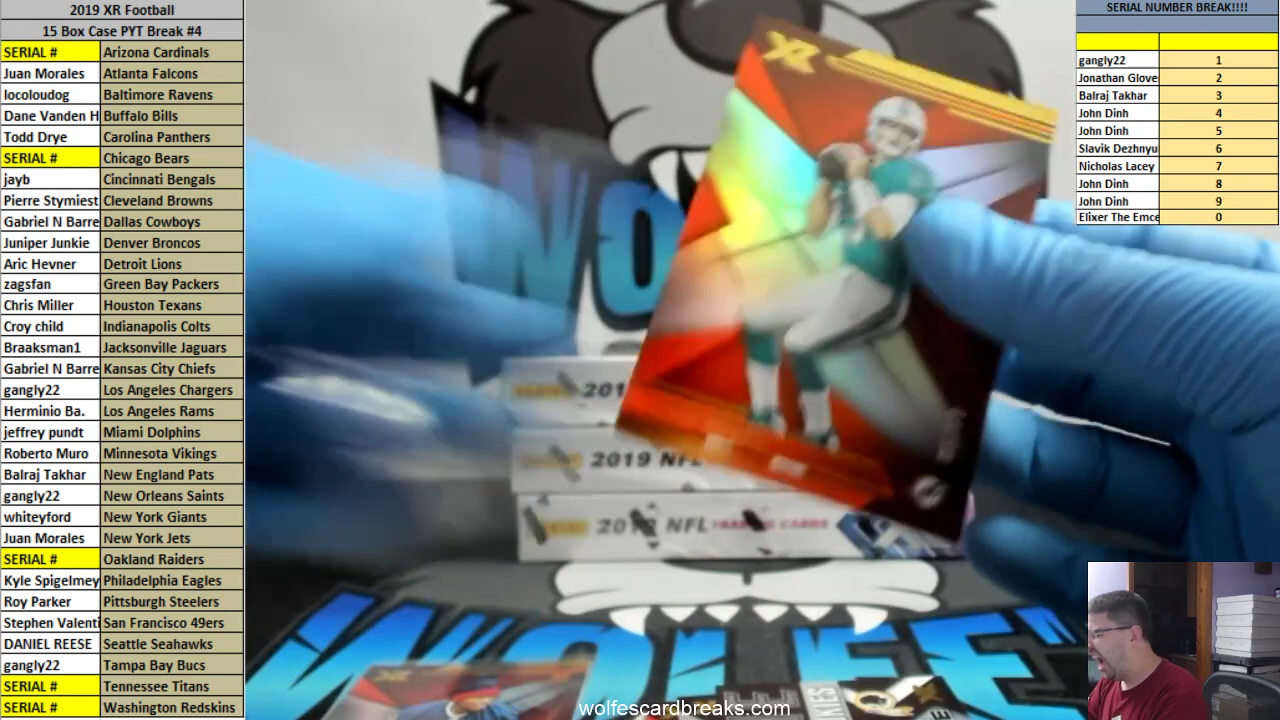 2019 XR Football
15 Box Case PYT Break #4
SERIAL # Arizona Cardinals
Juan Morales Atlanta Falcons
locoloudog Baltimore Ravens
Dane Vanden H Buffalo Bills
Todd Drye Carolina Panthers
SERIAL # Chicago Bears
jayb Cincinnati Bengals
Pierre Stymiest Cleveland Browns
Gabriel N Barre Dallas Cowboys
Juniper Junkie Denver Broncos
Aric Hevner Detroit Lions
zagsfan Green Bay Packers
Chris Miller Houston Texans
Croy child Indianapolis Colts
Braaksman1 Jacksonville Jaguars
Gabriel N Barre Kansas City Chiefs
gangly22 Los Angeles Chargers
Herminio Ba. Los Angeles Rams
jeffrey pundt Miami Dolphins
Roberto Muro Minnesota Vikings
Balraj Takhar New England Pats
gangly22 New Orleans Saints
whiteyford New York Giants
Juan Morales New York Jets
SERIAL # Oakland Raiders
Kyle Spigelmey Philadelphia Eagles
Roy Parker Pittsburgh Steelers
Stephen Valenti San Francisco 49ers
DANIEL REESE Seattle Seahawks
gangly22 Tampa Bay Bucs
SERIAL # Tennessee Titans
SERIAL # Washington Redskins
SERIAL NUMBER BREAK!!!!
gangly22 1
Jonathan Glove 2
Balraj Takhar 3
John Dinh 4
John Dinh 5
Slavik Dezhnyu 6
Nicholas Lacey 7
John Dinh 8
John Dinh 9
Elixer The Emce 0
XR
WO
201
2019 NFL
2019 NFL TRADING CARDS
WOLFE"
XR
wolfescardbreaks.com